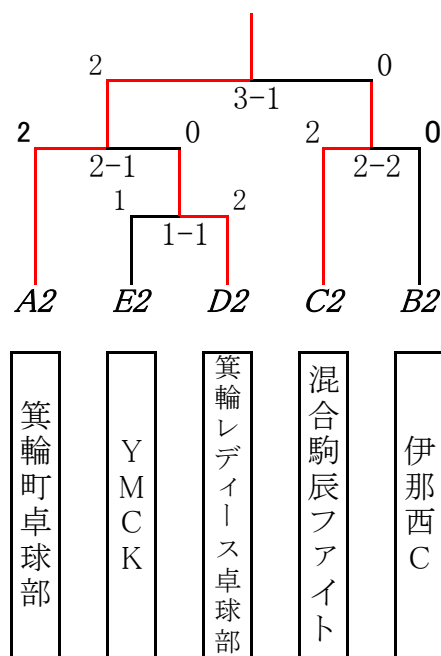 2 0
3-1
2 0 2 0
2-1 2-2
1 2
1-1
A2 E2 D2 C2 B2
箕輪町卓球部
YMCK
箕輪レディース卓球部
混合駒辰ファイト
伊那西C